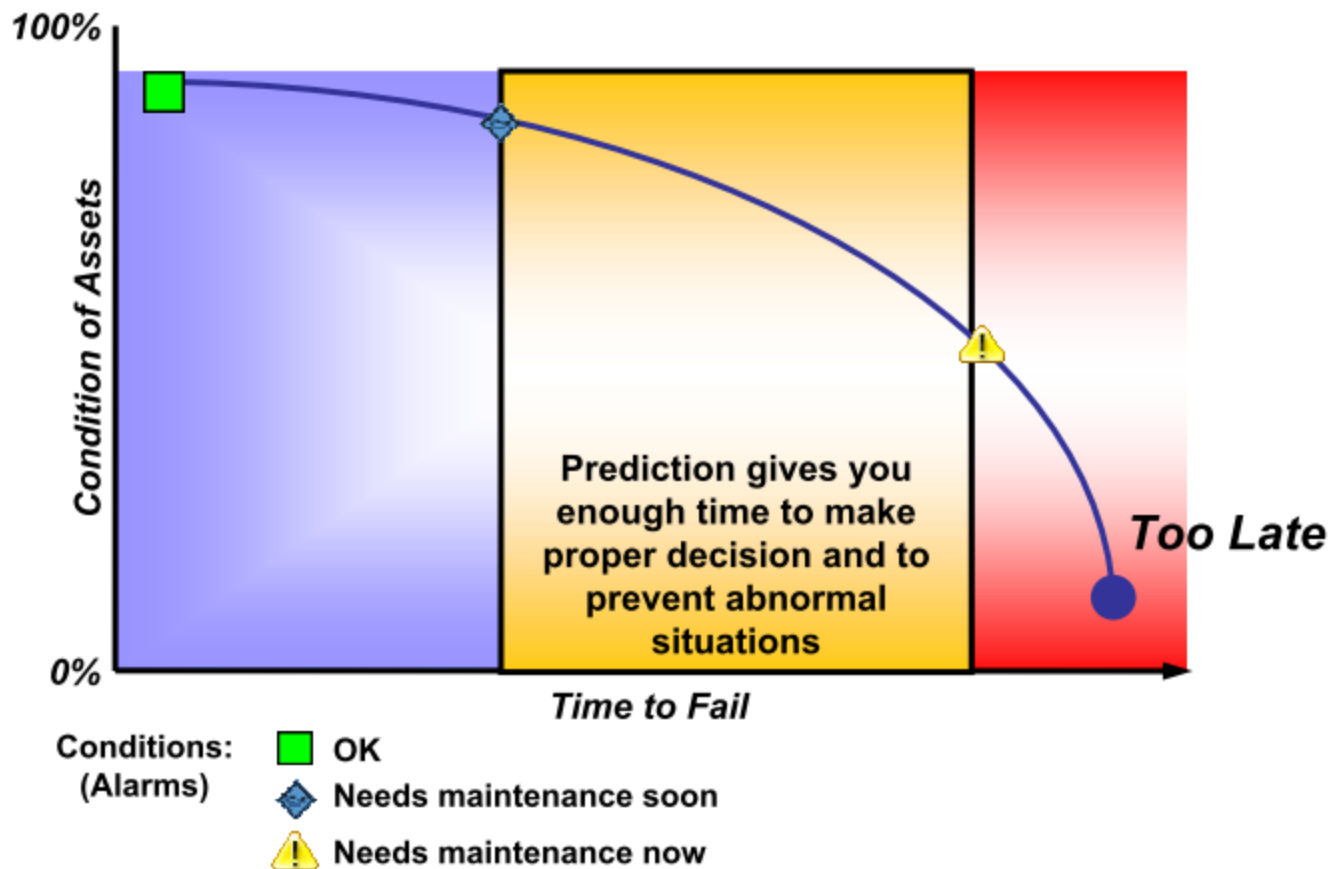 100%
Condition of Assets
Prediction gives you
enough time to make
proper decision and to
prevent abnormal
situations
Too Late
0%
Time to Fail
Conditions:
(Alarms)
OK
Needs maintenance soon
! Needs maintenance now